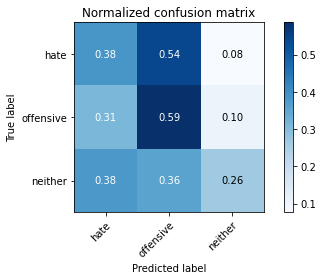 Normalized confusion matrix
True label
hate
offensive
neither
0.38 0.54 0.08
0.31 0.59 0.10
0.38 0.36 0.26
hate
offensive
neither
Predicted label
0.5
0.4
0.3
0.2
0.1